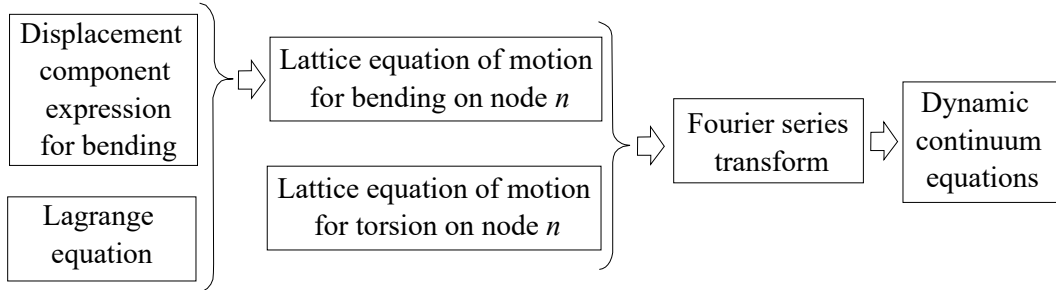 Displacement
component
expression
for bending
Lagrange
equation
Lattice equation of motion
for bending on node n
Lattice equation of motion
for torsion on node n
Fourier series
transform
Dynamic
continuum
equations